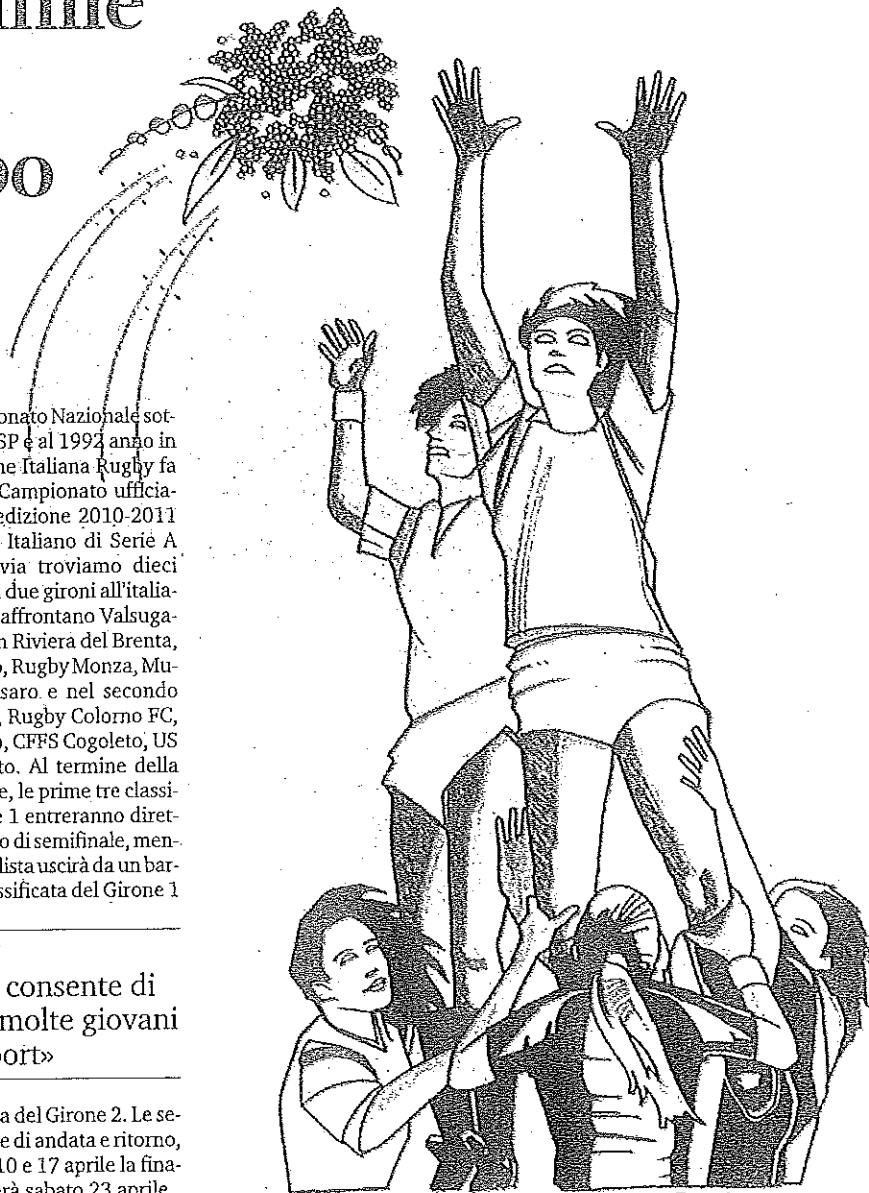 onato Nazionale sot-
SP è al 1992 anno in
ne Italiana Rugby fa
Campionato ufficia-
edizione 2010-2011
Italiano di Serie A
via troviamo dieci
due gironi all'italia-
affrontano Valsuga-
n Riviera del Brenta,
o, Rugby Monza, Mu-
saro e nel secondo
, Rugby Colorno FC,
o, CFFS Cogoleto, US
to. Al termine della
e, le prime tre classi-
e 1 entreranno diret-
o di semifinale, men-
lista uscirà da un bar-
ssificata del Girone 1
consente di
molte giovani
port»
a del Girone 2. Le se-
e di andata e ritorno,
10 e 17 aprile la fina-
erà sabato 23 aprile